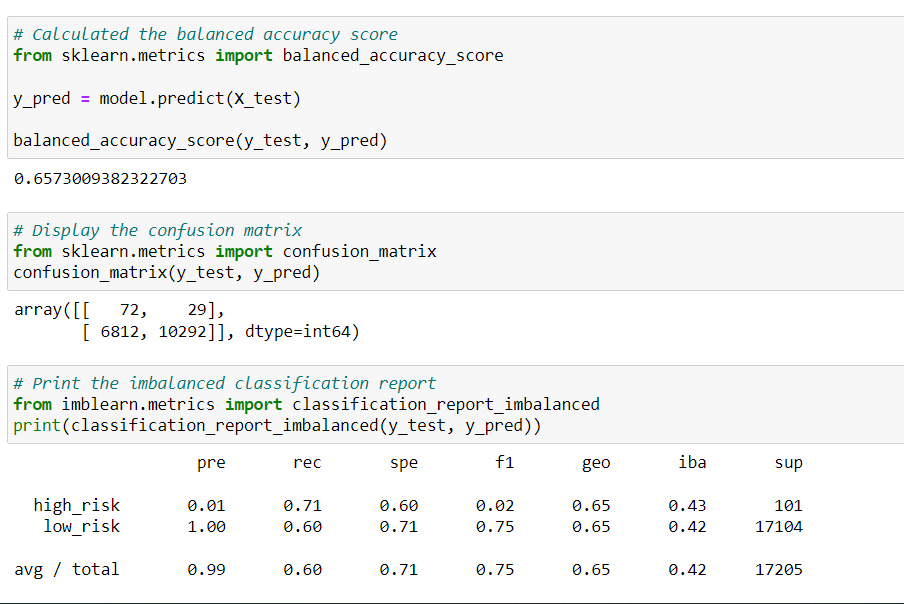 # Calculated the balanced accuracy score
from sklearn.metrics import balanced_accuracy_score
y_pred = model.predict(X_test)
balanced_accuracy_score(y_test, y_pred)
0.6573009382322703
# Display the confusion matrix
from sklearn.metrics import confusion_matrix
confusion_matrix(y_test, y_pred)
array([[   72,    29],
       [ 6812, 10292]], dtype=int64)
# Print the imbalanced classification report
from imblearn.metrics import classification_report_imbalanced
print(classification_report_imbalanced(y_test, y_pred))
pre rec spe f1 geo iba sup
high_risk 0.01 0.71 0.60 0.02 0.65 0.43 101
low_risk 1.00 0.60 0.71 0.75 0.65 0.42 17104
avg / total 0.99 0.60 0.71 0.75 0.65 0.42 17205